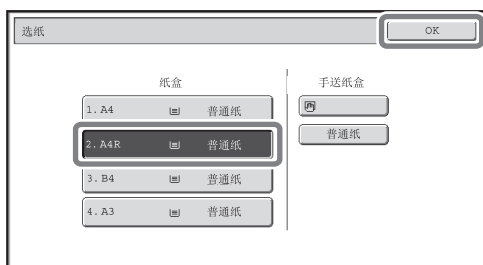 选纸
OK
纸盒
手送纸盒
1. A4 普通纸
2. A4R 普通纸
普通纸
3. B4 普通纸
4. A3 普通纸